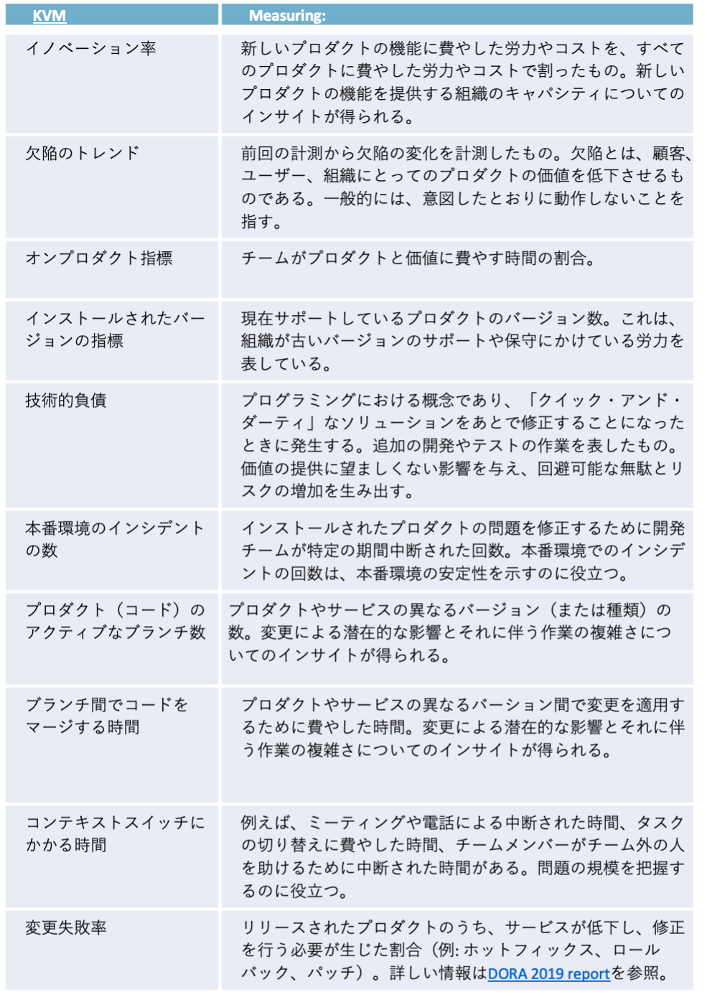 KVM
Measuring:
イノベーション率
新しいプロダクトの機能に費やした労力やコストを、すべて
のプロダクトに費やした労力やコストで割ったもの。新しい
プロダクトの機能を提供する組織のキャパシティについての
インサイトが得られる。
欠陥のトレンド
前回の計測から欠陥の変化を計測したもの。欠陥とは、顧客、
ユーザー、組織にとってのプロダクトの価値を低下させるも
のである。一般的には、意図したとおりに動作しないことを
指す。
オンプロダクト指標
チームがプロダクトと価値に費やす時間の割合。
インストールされたバー
ジョンの指標
現在サポートしているプロダクトのバージョン数。これは、
組織が古いバージョンのサポートや保守にかけている労力を
表している。
技術的負債
プログラミングにおける概念であり、「クイック・アンド・
ダーティ」なソリューションをあとで修正することになった
ときに発生する。追加の開発やテストの作業を表したもの。
価値の提供に望ましくない影響を与え、回避可能な無駄とリ
スクの増加を生み出す。
本番環境のインシデント
の数
インストールされたプロダクトの問題を修正するために開発
チームが特定の期間中断された回数。本番環境でのインシデ
ントの回数は、本番環境の安定性を示すのに役立つ。
プロダクト（コード）の
アクティブなブランチ数
プロダクトやサービスの異なるバージョン（または種類）の
数。変更による潜在的な影響とそれに伴う作業の複雑さにつ
いてのインサイトが得られる。
ブランチ間でコードを
マージする時間
プロダクトやサービスの異なるバーション間で変更を適用す
るために費やした時間。変更による潜在的な影響とそれに伴
う作業の複雑さについてのインサイトが得られる。
コンテキストスイッチに
かかる時間
例えば、ミーティングや電話による中断された時間、タスク
の切り替えに費やした時間、チームメンバーがチーム外の人
を助けるために中断された時間がある。問題の規模を把握す
るのに役立つ。
変更失敗率
リリースされたプロダクトのうち、サービスが低下し、修正
を行う必要が生じた割合（例: ホットフィックス、ロール
バック、パッチ）。詳しい情報はDORA 2019 reportを参照。